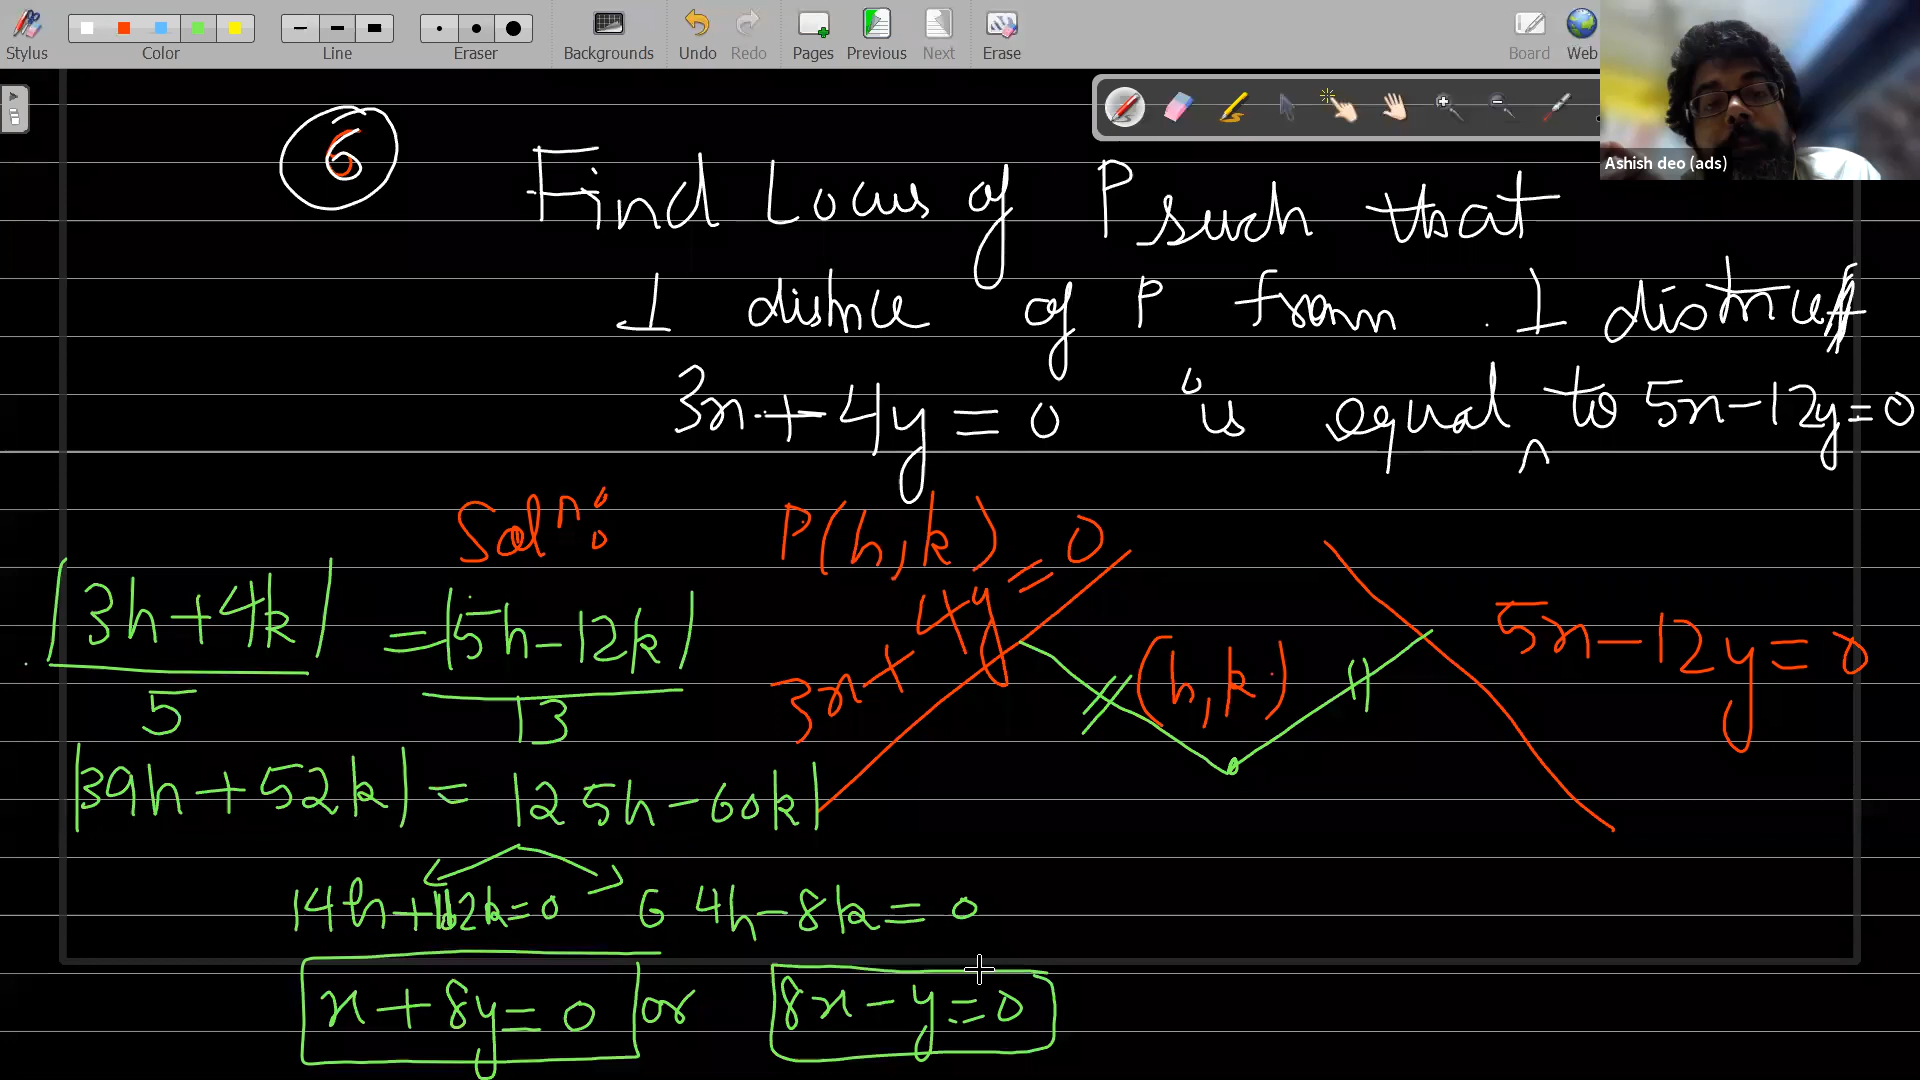 Stylus Color Line Eraser Backgrounds Undo Redo Pages Previous Next Erase Board Web
Ashish deo (ads)
6 Find Locus of P such that
⊥ distnce of P from ⊥ distnce of
3x+4y=0 is equal ^ to 5x-12y=0
Solⁿ: P(h,k)
3x+4y=0
(h,k)
5x-12y=0
|3h+4k|/5 = |5h-12k|/13
|39h+52k| = |25h-60k|
14h+112k=0 64h-8k=0
x+8y=0 or 8x-y=0